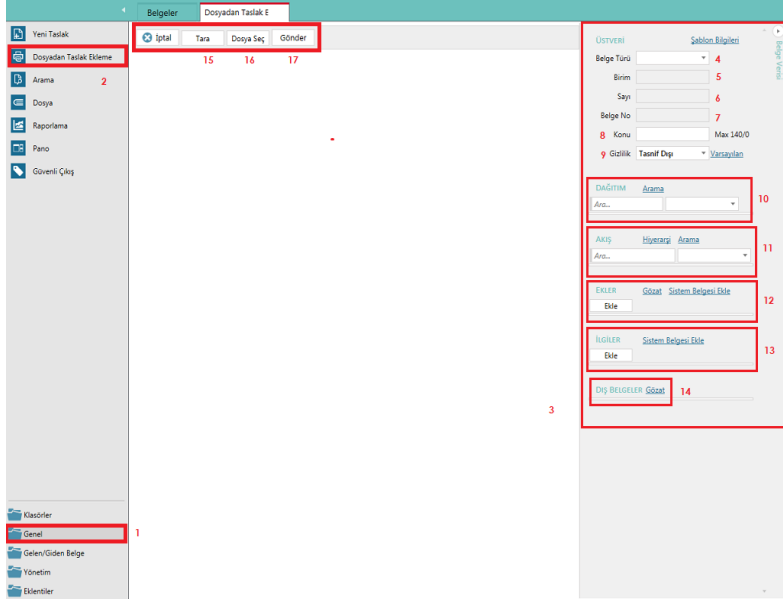 Belgeler
Dosyadan Taslak E
Yeni Taslak
Dosyadan Taslak Ekleme
2
Arama
Dosya
Raporlama
Pano
Güvenli Çıkış
Klasörler
Genel
1
Gelen/Giden Belge
Yönetim
Eklentiler
İptal
Tara
Dosya Seç
Gönder
15
16
17
3
ÜSTVERİ
Şablon Bilgileri
Belge Türü
4
Birim
5
Sayı
6
Belge No
7
8
Konu
Max 140/0
9
Gizlilik
Tasnif Dışı
Varsayılan
DAĞITIM
Arama
Ara...
10
AKIŞ
Hiyerarşi
Arama
Ara...
11
EKLER
Gözat
Sistem Belgesi Ekle
Ekle
12
İLGİLER
Sistem Belgesi Ekle
Ekle
13
DIŞ BELGELER
Gözat
14
Belge Verisi